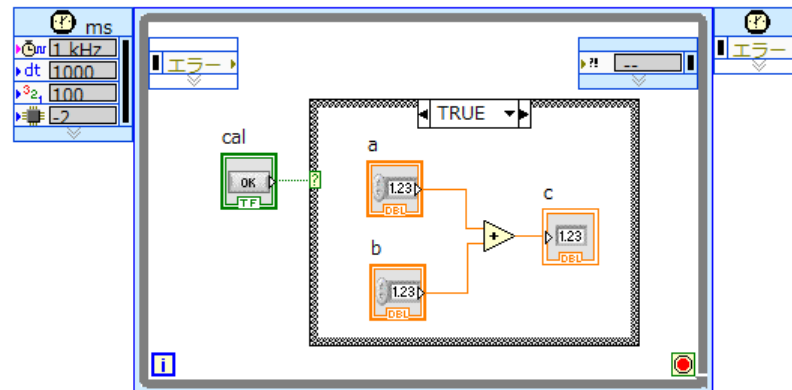 ms
1 kHz
dt 1000
321 100
-2
エラー
?! --
エラー
TRUE
cal
OK
TF
?
a
1.23
DBL
b
1.23
DBL
+
c
1.23
DBL
i